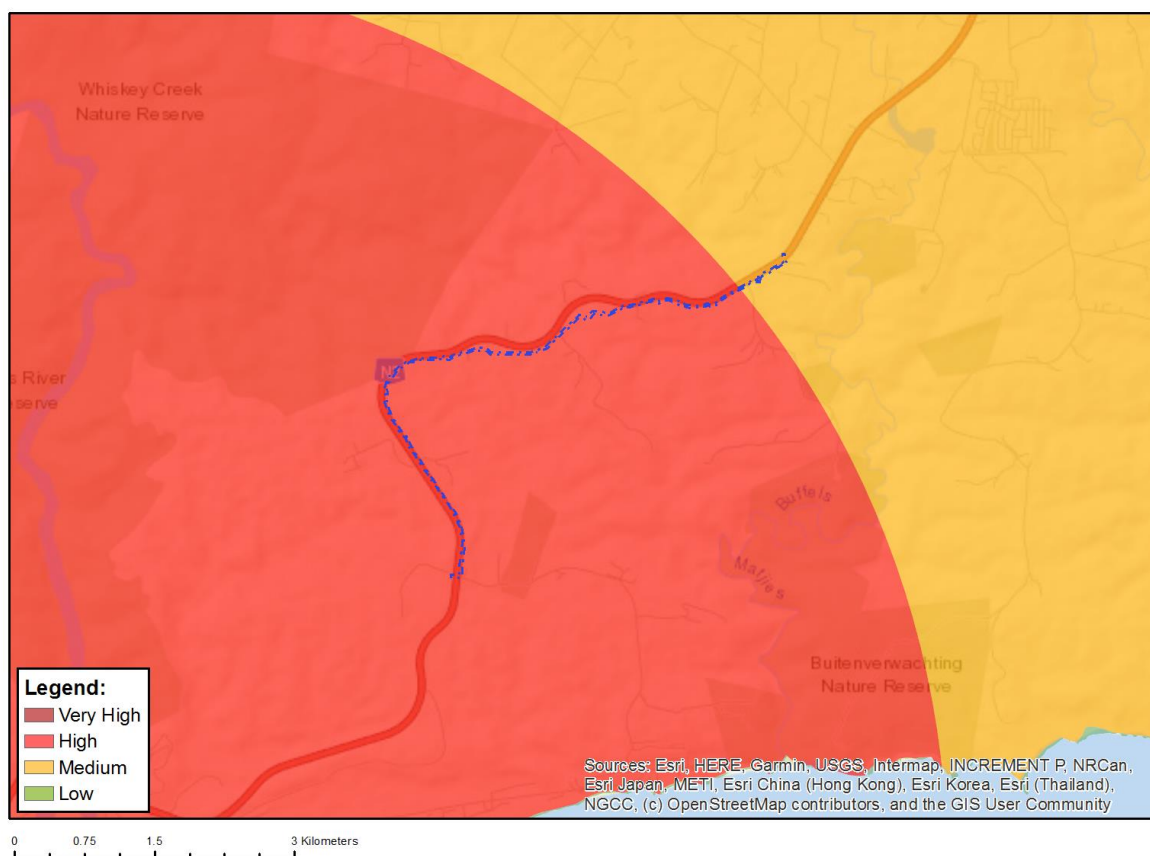 Whiskey Creek
Nature Reserve
s River
serve
Buffels
Matjies
Buitenverwachting
Nature Reserve
Legend:
Very High
High
Medium
Low
Sources: Esri, HERE, Garmin, USGS, Intermap, INCREMENT P, NRCan,
Esri Japan, METI, Esri China (Hong Kong), Esri Korea, Esri (Thailand),
NGCC, (c) OpenStreetMap contributors, and the GIS User Community
0 0.75 1.5 3 Kilometers